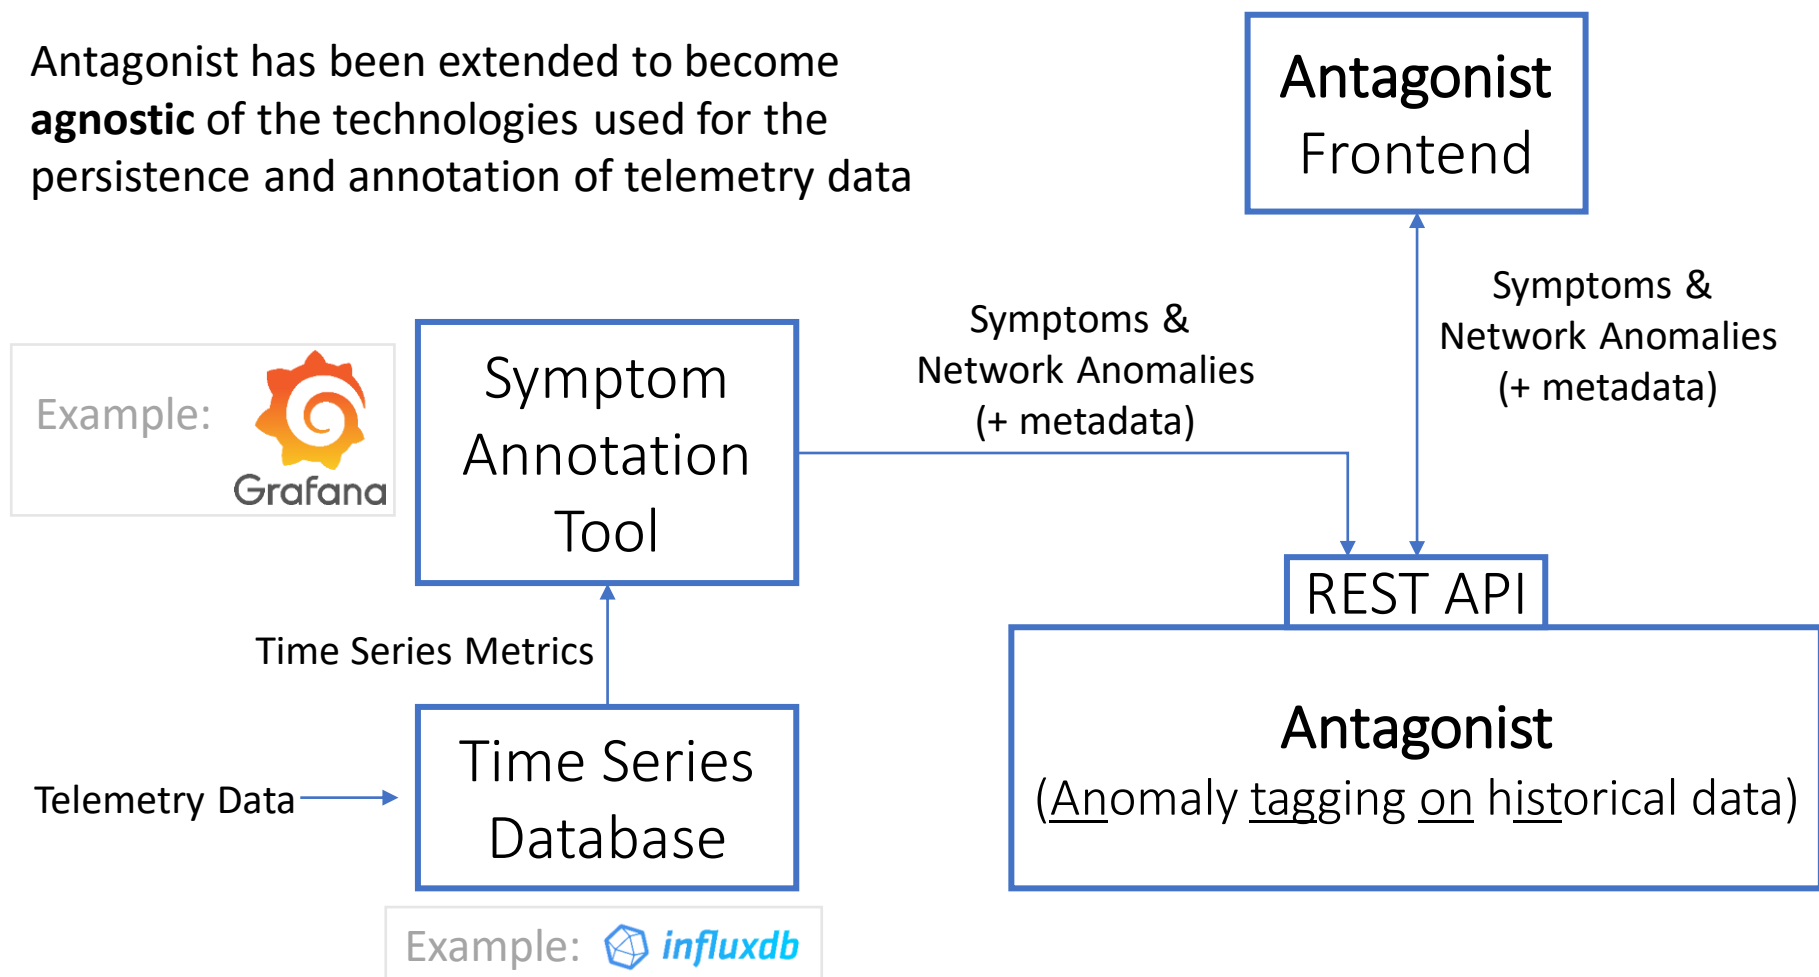 Antagonist has been extended to become
agnostic of the technologies used for the
persistence and annotation of telemetry data
Antagonist
Frontend
Symptoms &
Network Anomalies
(+ metadata)
Symptoms &
Network Anomalies
(+ metadata)
Example:
Grafana
Symptom
Annotation
Tool
REST API
Time Series Metrics
Antagonist
(Anomaly tagging on historical data)
Telemetry Data
Time Series
Database
Example:
influxdb